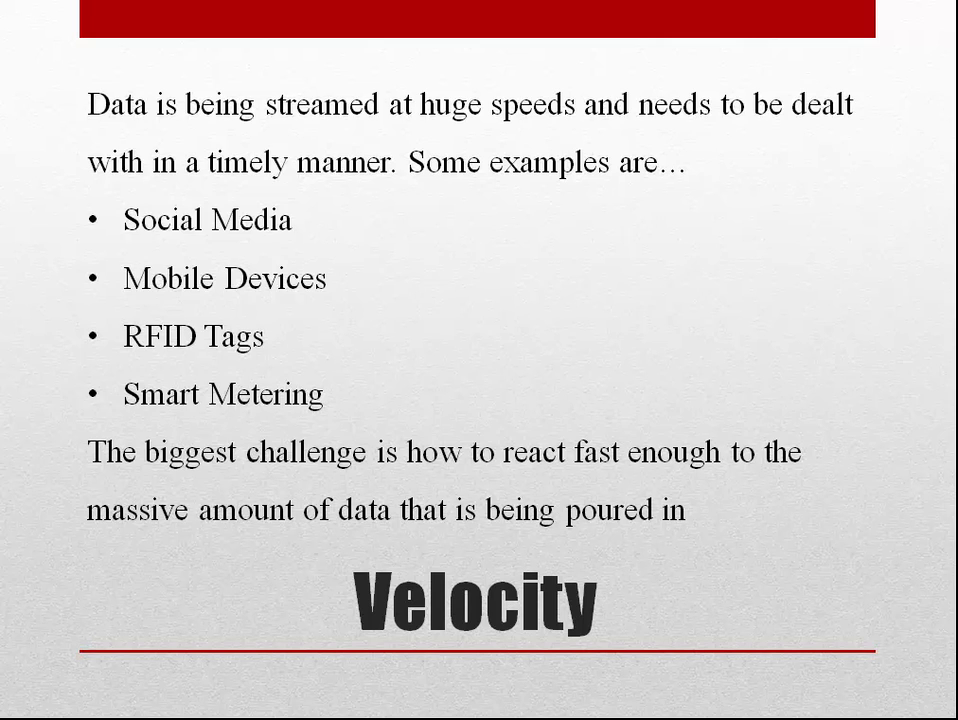 Data is being streamed at huge speeds and needs to be dealt
with in a timely manner. Some examples are…
• Social Media
• Mobile Devices
• RFID Tags
• Smart Metering
The biggest challenge is how to react fast enough to the
massive amount of data that is being poured in
Velocity